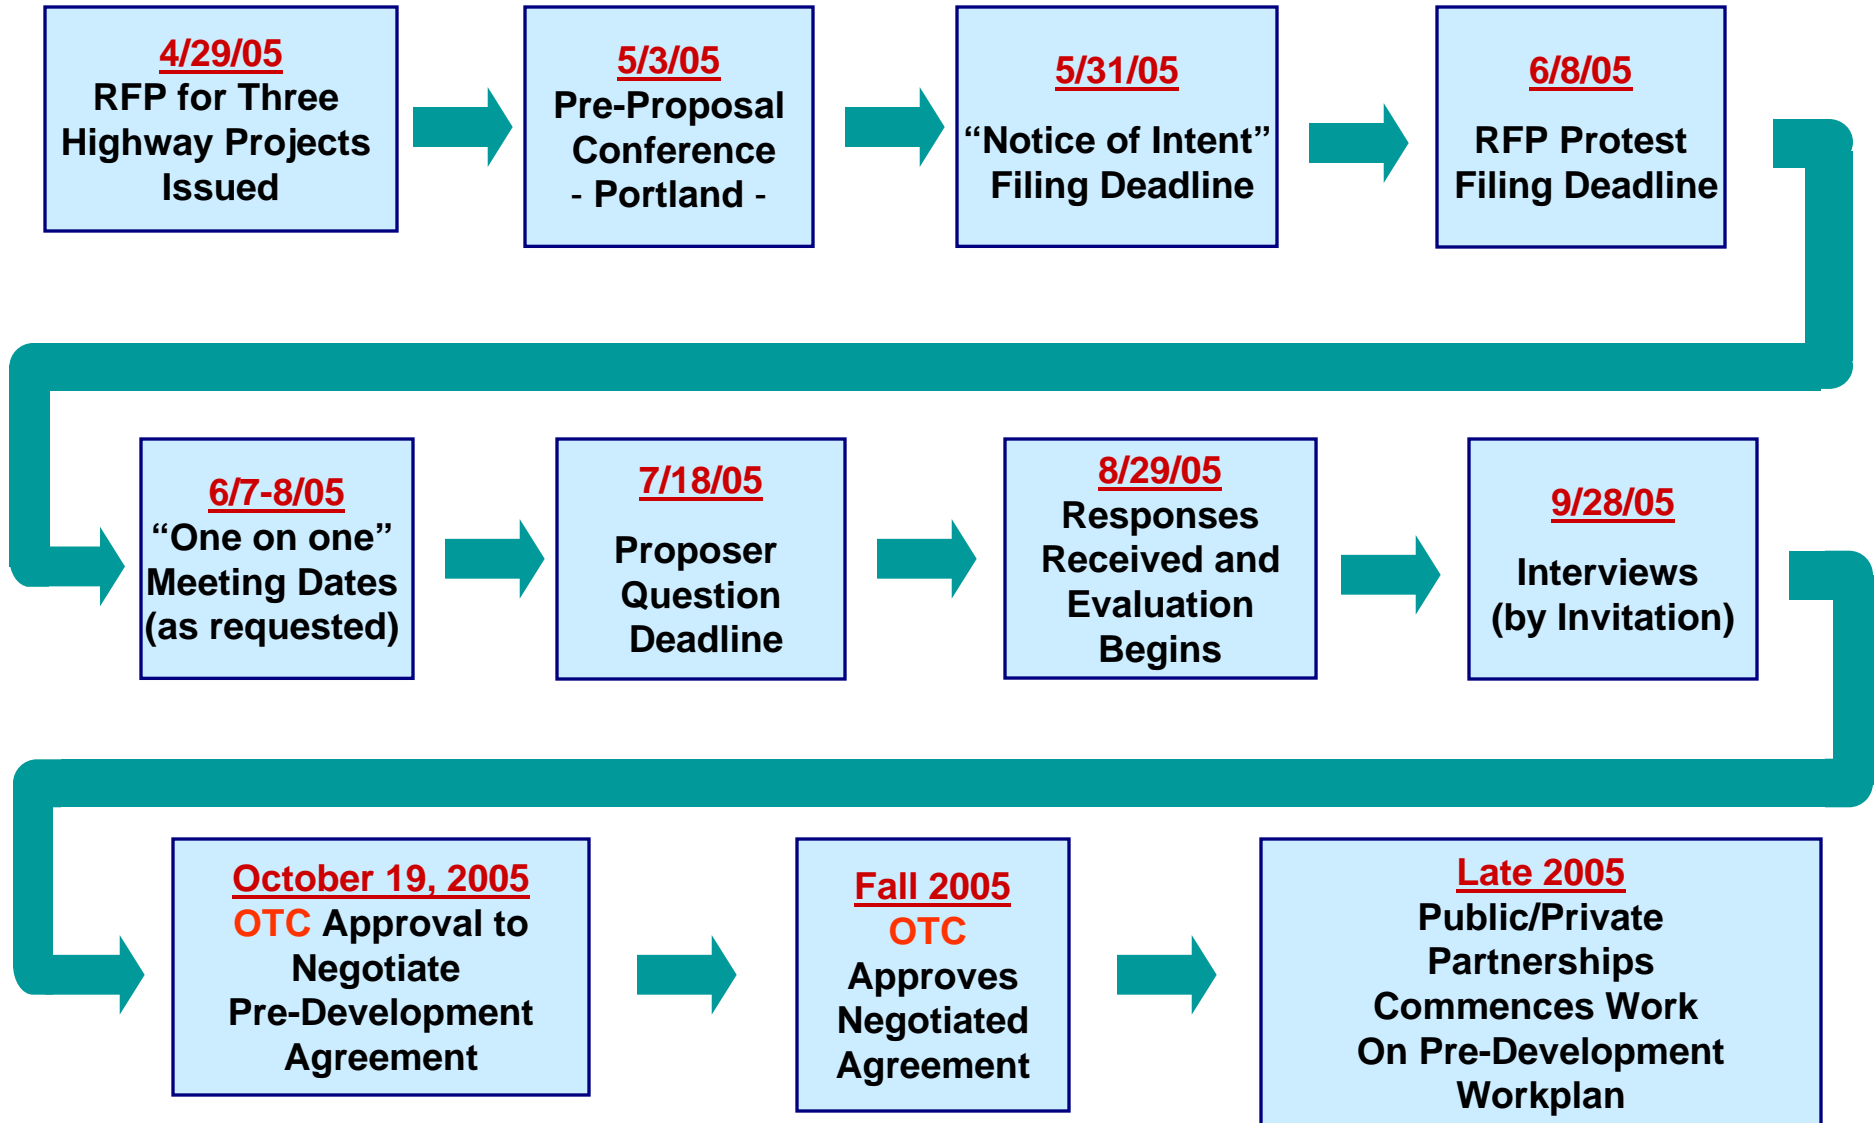 4/29/05
RFP for Three
Highway Projects
Issued
5/3/05
Pre-Proposal
Conference
- Portland -
5/31/05
“Notice of Intent”
Filing Deadline
6/8/05
RFP Protest
Filing Deadline
6/7-8/05
“One on one”
Meeting Dates
(as requested)
7/18/05
Proposer
Question
Deadline
8/29/05
Responses
Received and
Evaluation
Begins
9/28/05
Interviews
(by Invitation)
October 19, 2005
OTC Approval to
Negotiate
Pre-Development
Agreement
Fall 2005
OTC
Approves
Negotiated
Agreement
Late 2005
Public/Private
Partnerships
Commences Work
On Pre-Development
Workplan